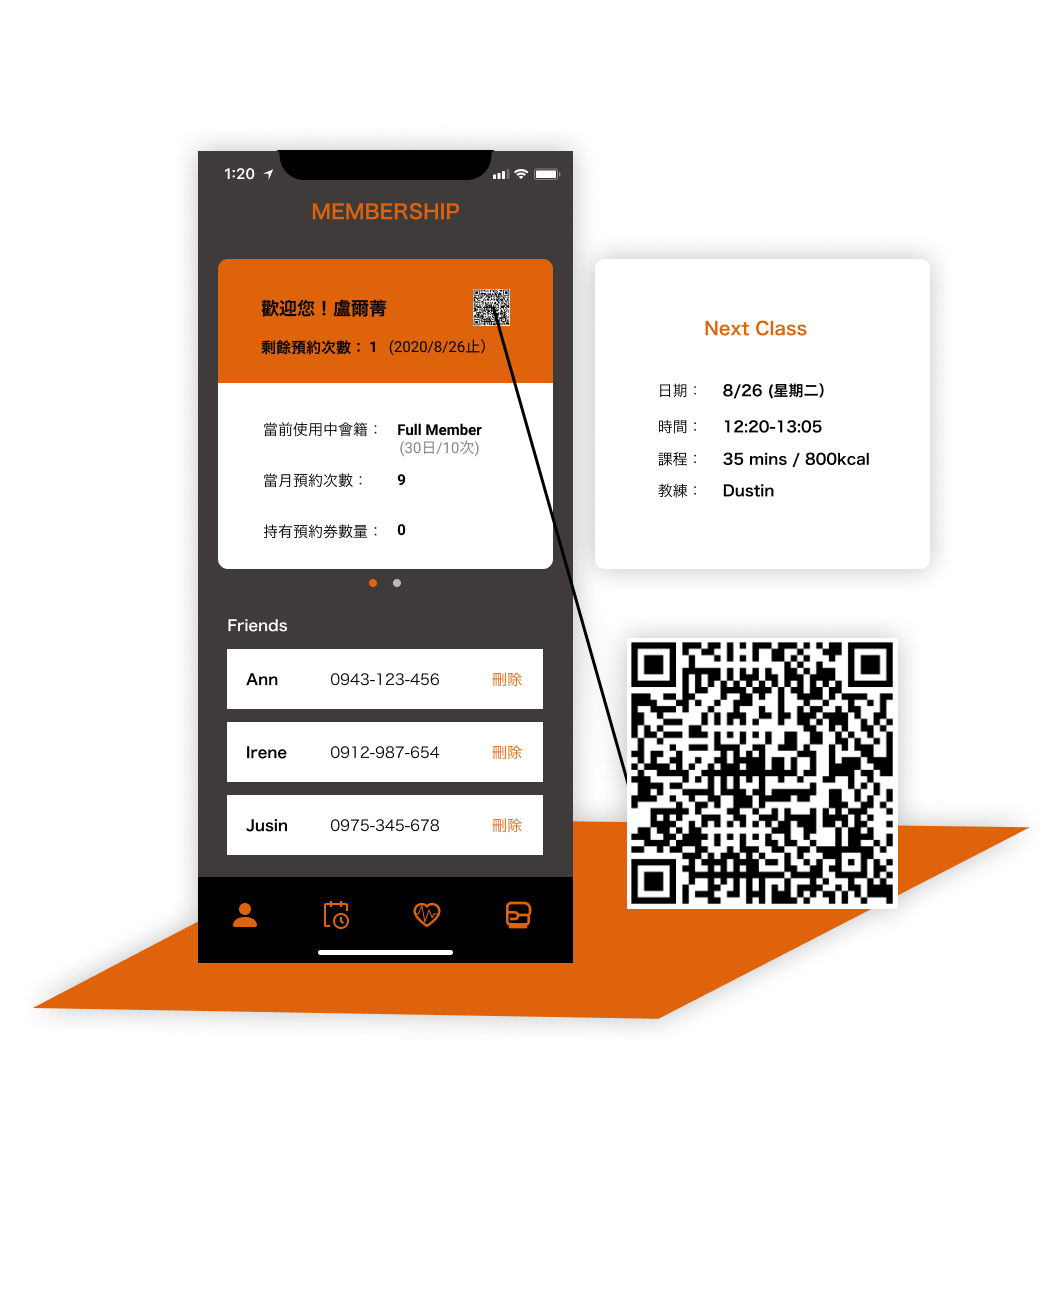 1:20
MEMBERSHIP
歡迎您！盧爾菁
剩餘預約次數： 1 (2020/8/26止)
當前使用中會籍： Full Member
(30日/10次)
當月預約次數： 9
持有預約券數量： 0
Friends
Ann 0943-123-456 刪除
Irene 0912-987-654 刪除
Jusin 0975-345-678 刪除
Next Class
日期： 8/26 (星期二)
時間： 12:20-13:05
課程： 35 mins / 800kcal
教練： Dustin